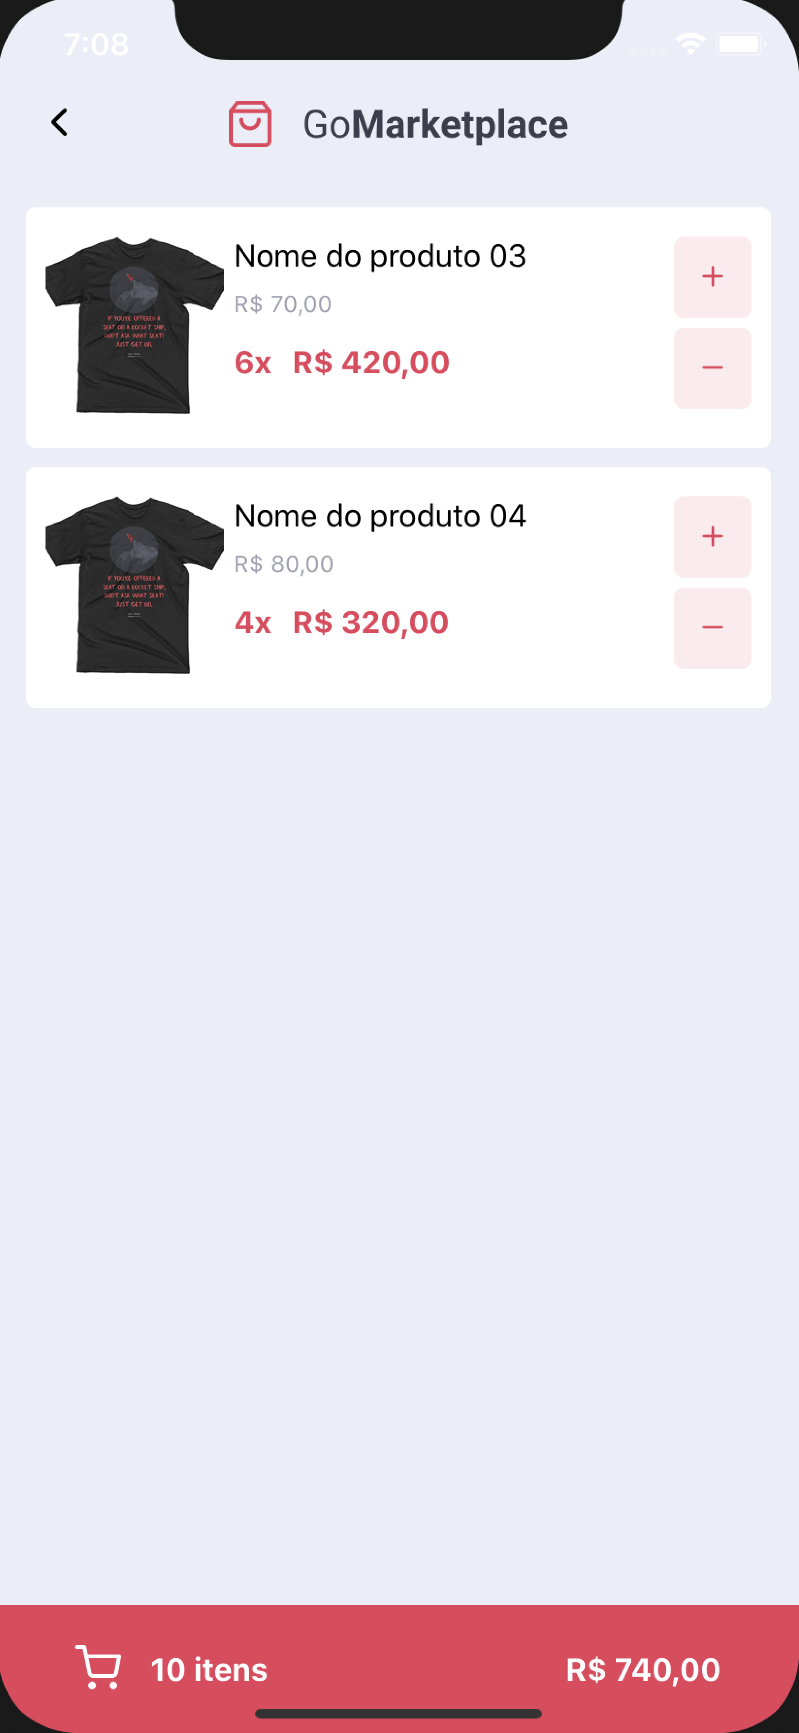 7:08
GoMarketplace
Nome do produto 03
R$ 70,00
6x R$ 420,00
+
−
IF YOU'RE OFFERED A
SEAT ON A ROCKET SHIP,
DON'T ASK WHAT SEAT!
JUST GET ON.
Nome do produto 04
R$ 80,00
4x R$ 320,00
+
−
IF YOU'RE OFFERED A
SEAT ON A ROCKET SHIP,
DON'T ASK WHAT SEAT!
JUST GET ON.
10 itens
R$ 740,00